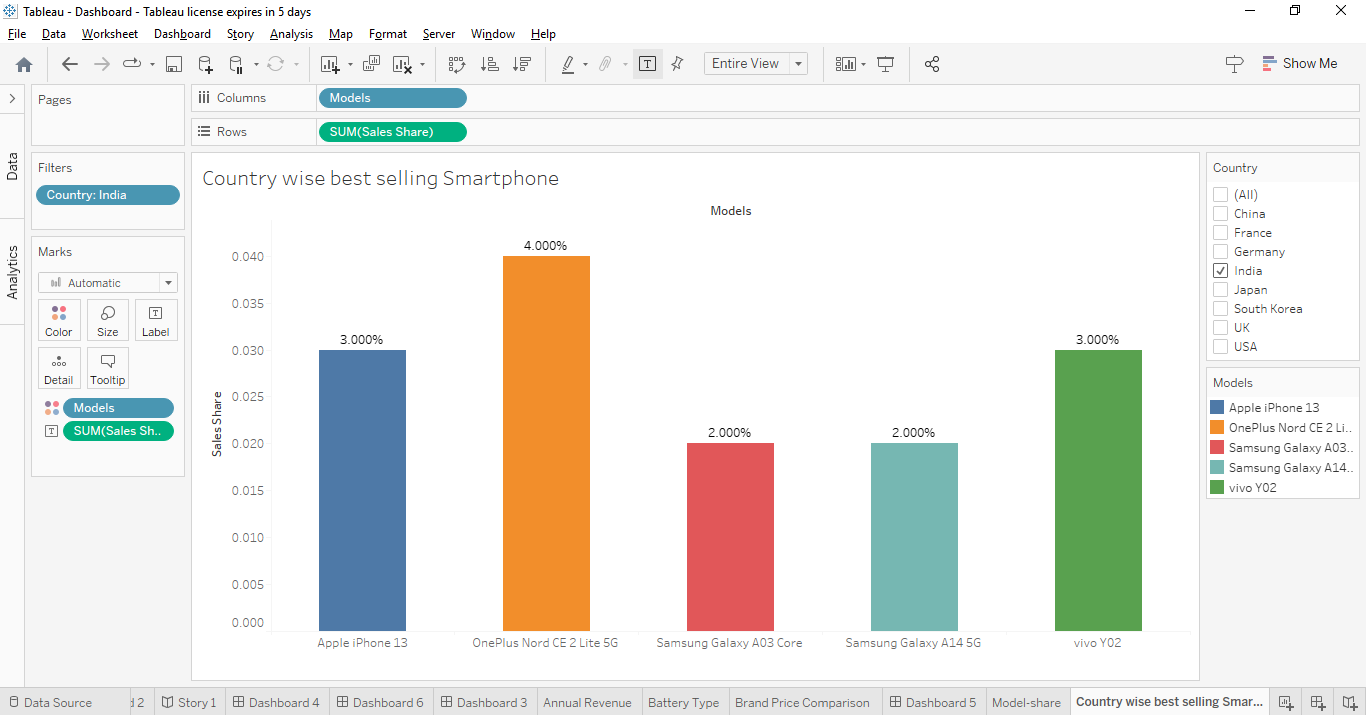 Tableau - Dashboard - Tableau license expires in 5 days
File Data Worksheet Dashboard Story Analysis Map Format Server Window Help
Entire View
Show Me
Pages
Columns Models
Rows SUM(Sales Share)
Data
Analytics
Filters
Country: India
Marks
Automatic
Color Size Label
Detail Tooltip
Models
SUM(Sales Sh..
Country wise best selling Smartphone
Models
Sales Share
0.040
0.035
0.030
0.025
0.020
0.015
0.010
0.005
0.000
3.000%
4.000%
2.000%
2.000%
3.000%
Apple iPhone 13
OnePlus Nord CE 2 Lite 5G
Samsung Galaxy A03 Core
Samsung Galaxy A14 5G
vivo Y02
Country
(All)
China
France
Germany
India
Japan
South Korea
UK
USA
Models
Apple iPhone 13
OnePlus Nord CE 2 Li..
Samsung Galaxy A03..
Samsung Galaxy A14..
vivo Y02
Data Source d 2 Story 1 Dashboard 4 Dashboard 6 Dashboard 3 Annual Revenue Battery Type Brand Price Comparison Dashboard 5 Model-share Country wise best selling Smar...